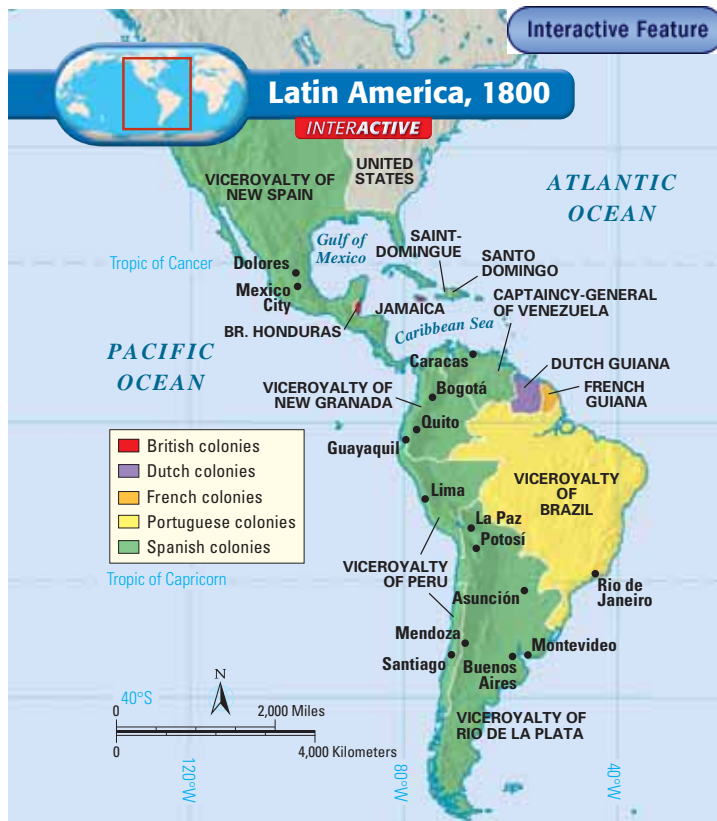 Interactive Feature
Latin America, 1800
INTERACTIVE
UNITED
STATES
VICEROYALTY OF
NEW SPAIN
ATLANTIC
OCEAN
Gulf of
Mexico
SAINT-
DOMINGUE
SANTO
DOMINGO
Tropic of Cancer
Dolores
Mexico
City
JAMAICA
CAPTAINCY-GENERAL
OF VENEZUELA
BR. HONDURAS
Caribbean Sea
PACIFIC
OCEAN
Caracas
DUTCH GUIANA
VICEROYALTY OF
NEW GRANADA
Bogotá
FRENCH
GUIANA
Quito
Guayaquil
British colonies
Dutch colonies
French colonies
Portuguese colonies
Spanish colonies
VICEROYALTY
OF
BRAZIL
Lima
La Paz
Potosí
VICEROYALTY
OF PERU
Tropic of Capricorn
Asunción
Rio de
Janeiro
Mendoza
Santiago
Buenos
Aires
Montevideo
N
40°S
0
2,000 Miles
0
4,000 Kilometers
VICEROYALTY OF
RIO DE LA PLATA
120°W
80°W
40°W